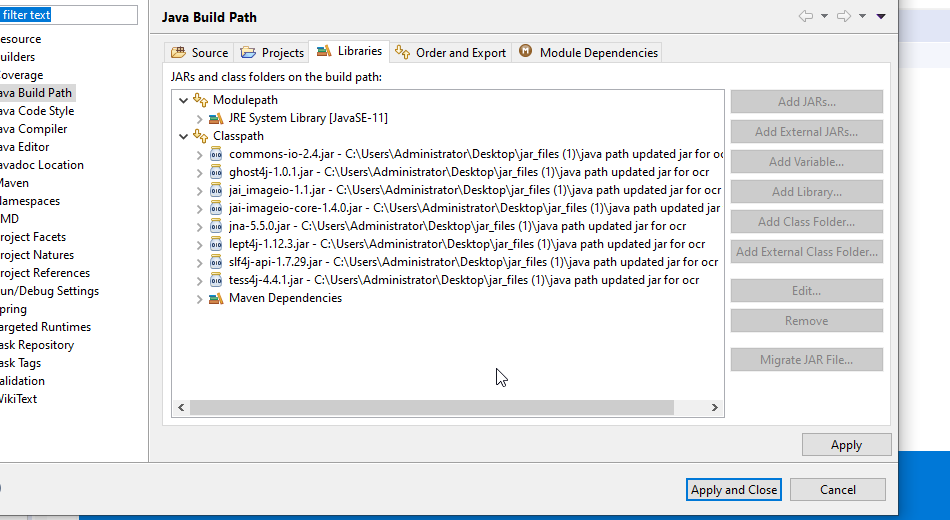 filter text
Java Build Path
esource
uilders
overage
ava Build Path
ava Code Style
ava Compiler
ava Editor
avadoc Location
Maven
amespaces
MD
roject Facets
roject Natures
roject References
un/Debug Settings
pring
argeted Runtimes
ask Repository
ask Tags
alidation
WikiText
Source Projects Libraries Order and Export Module Dependencies
JARs and class folders on the build path:
Modulepath
JRE System Library [JavaSE-11]
Classpath
commons-io-2.4.jar - C:\Users\Administrator\Desktop\jar_files (1)\java path updated jar for oc
ghost4j-1.0.1.jar - C:\Users\Administrator\Desktop\jar_files (1)\java path updated jar for ocr
jai_imageio-1.1.jar - C:\Users\Administrator\Desktop\jar_files (1)\java path updated jar for ocr
jai-imageio-core-1.4.0.jar - C:\Users\Administrator\Desktop\jar_files (1)\java path updated jar
jna-5.5.0.jar - C:\Users\Administrator\Desktop\jar_files (1)\java path updated jar for ocr
lept4j-1.12.3.jar - C:\Users\Administrator\Desktop\jar_files (1)\java path updated jar for ocr
slf4j-api-1.7.29.jar - C:\Users\Administrator\Desktop\jar_files (1)\java path updated jar for ocr
tess4j-4.4.1.jar - C:\Users\Administrator\Desktop\jar_files (1)\java path updated jar for ocr
Maven Dependencies
Add JARs...
Add External JARs...
Add Variable...
Add Library...
Add Class Folder...
Add External Class Folder...
Edit...
Remove
Migrate JAR File...
Apply
Apply and Close
Cancel